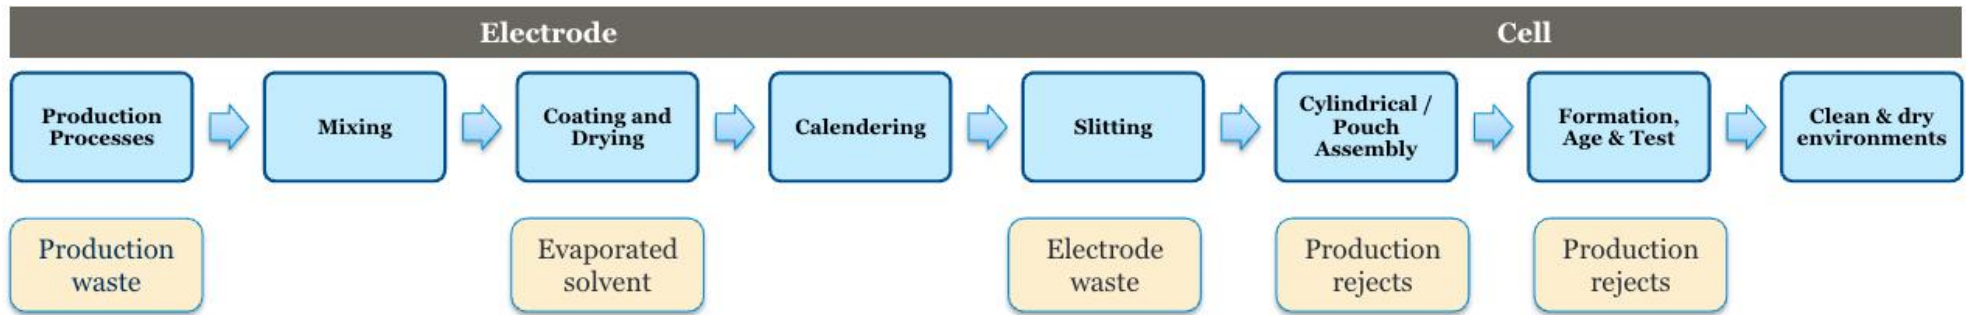 Electrode
Cell
Production
Processes
Mixing
Coating and
Drying
Calendering
Slitting
Cylindrical /
Pouch
Assembly
Formation,
Age & Test
Clean & dry
environments
Production
waste
Evaporated
solvent
Electrode
waste
Production
rejects
Production
rejects